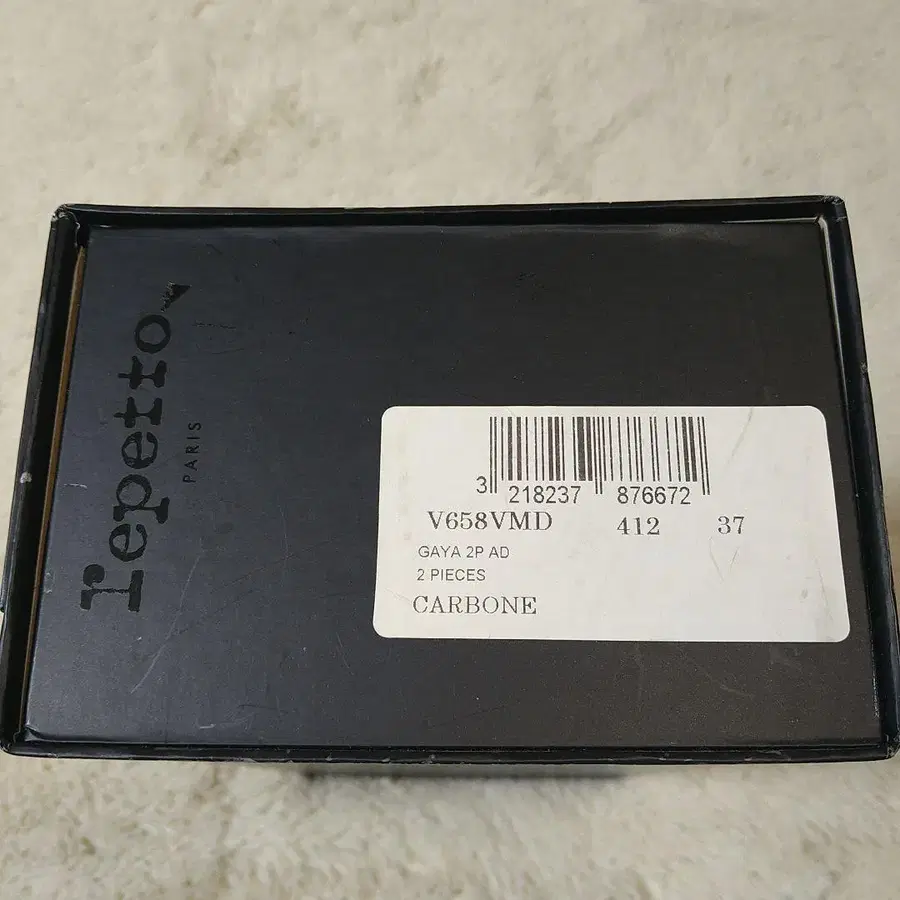 repetto
PARIS
3 218237 876672
V658VMD 412 37
GAYA 2P AD
2 PIECES
CARBONE